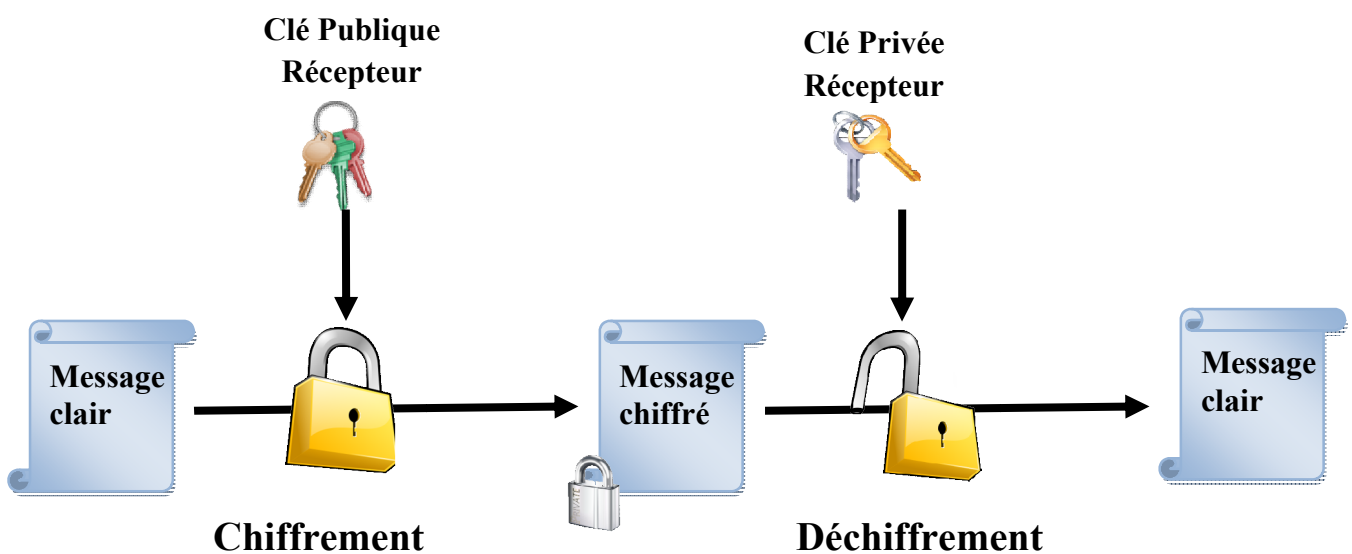 Clé Publique
Récepteur
Clé Privée
Récepteur
Message
clair
Message
chiffré
Message
clair
Chiffrement
Déchiffrement